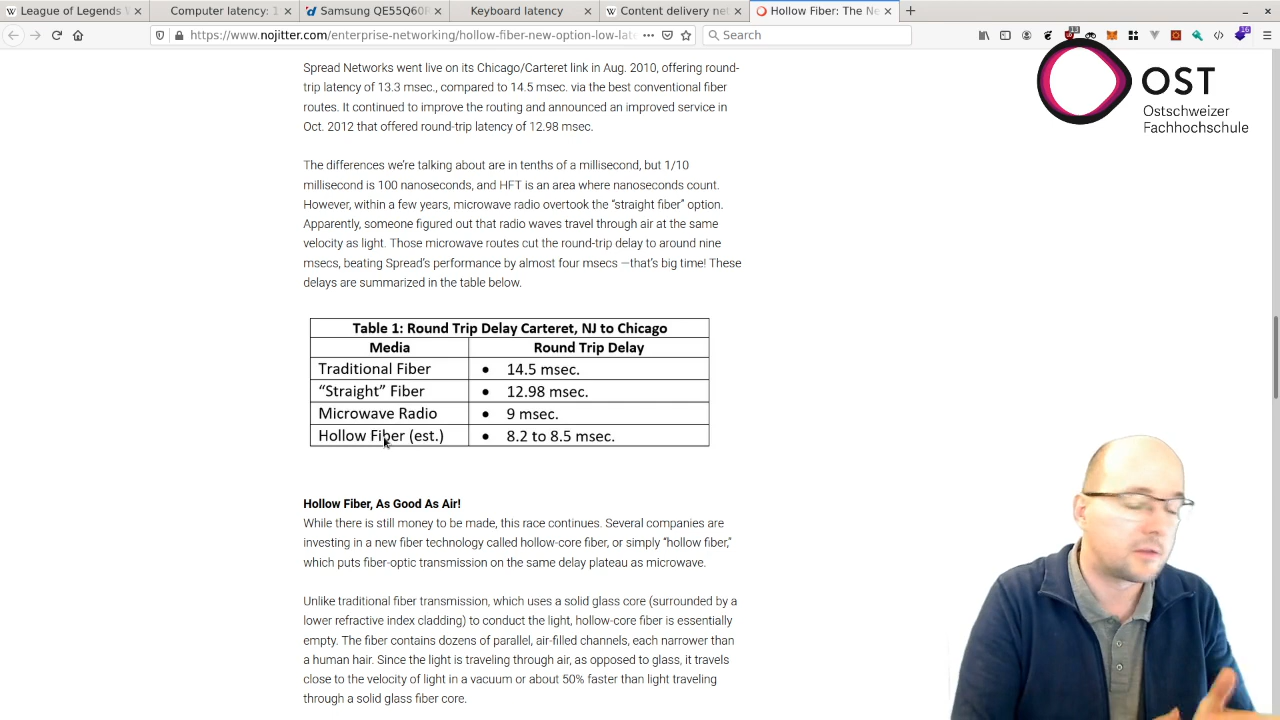 League of Legends
Computer latency: 1
Samsung QE55Q60F
Keyboard latency
Content delivery net
Hollow Fiber: The Ne
https://www.nojitter.com/enterprise-networking/hollow-fiber-new-option-low-late
Search
13
16
OST
Ostschweizer
Fachhochschule
Spread Networks went live on its Chicago/Carteret link in Aug. 2010, offering round-
trip latency of 13.3 msec., compared to 14.5 msec. via the best conventional fiber
routes. It continued to improve the routing and announced an improved service in
Oct. 2012 that offered round-trip latency of 12.98 msec.
The differences we're talking about are in tenths of a millisecond, but 1/10
millisecond is 100 nanoseconds, and HFT is an area where nanoseconds count.
However, within a few years, microwave radio overtook the “straight fiber” option.
Apparently, someone figured out that radio waves travel through air at the same
velocity as light. Those microwave routes cut the round-trip delay to around nine
msecs, beating Spread's performance by almost four msecs —that's big time! These
delays are summarized in the table below.
Table 1: Round Trip Delay Carteret, NJ to Chicago
Media Round Trip Delay
Traditional Fiber • 14.5 msec.
“Straight” Fiber • 12.98 msec.
Microwave Radio • 9 msec.
Hollow Fiber (est.) • 8.2 to 8.5 msec.
Hollow Fiber, As Good As Air!
While there is still money to be made, this race continues. Several companies are
investing in a new fiber technology called hollow-core fiber, or simply “hollow fiber,”
which puts fiber-optic transmission on the same delay plateau as microwave.
Unlike traditional fiber transmission, which uses a solid glass core (surrounded by a
lower refractive index cladding) to conduct the light, hollow-core fiber is essentially
empty. The fiber contains dozens of parallel, air-filled channels, each narrower than
a human hair. Since the light is traveling through air, as opposed to glass, it travels
close to the velocity of light in a vacuum or about 50% faster than light traveling
through a solid glass fiber core.